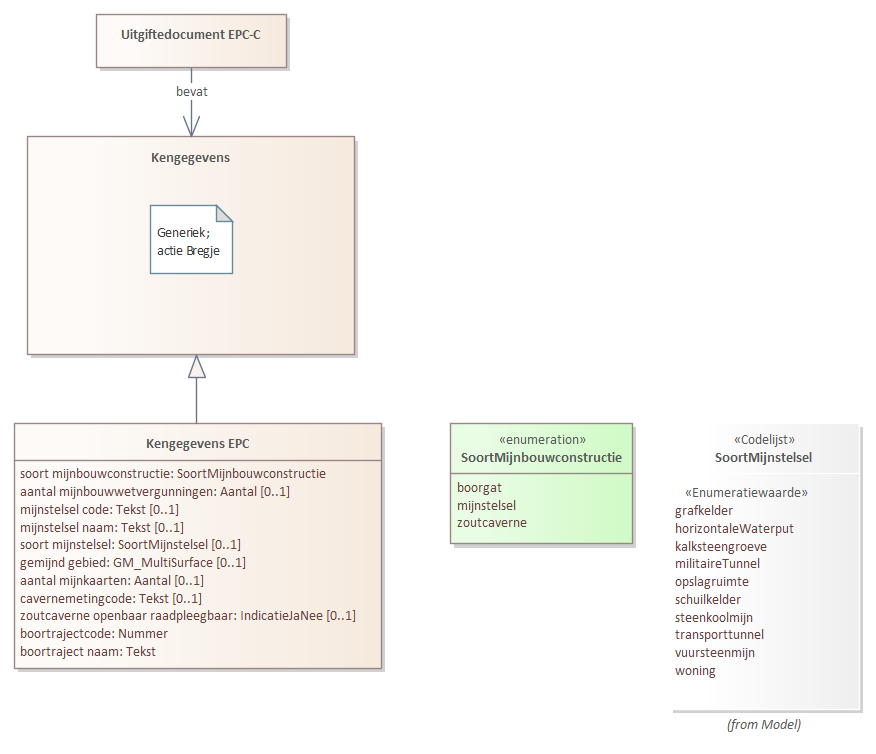 Uitgiftedocument EPC-C
bevat
Kengegevens
Generiek;
actie Bregje
Kengegevens EPC
soort mijnbouwconstructie: SoortMijnbouwconstructie
aantal mijnbouwwetvergunningen: Aantal [0..1]
mijnstelsel code: Tekst [0..1]
mijnstelsel naam: Tekst [0..1]
soort mijnstelsel: SoortMijnstelsel [0..1]
gemijnd gebied: GM_MultiSurface [0..1]
aantal mijnkaarten: Aantal [0..1]
cavernemetingcode: Tekst [0..1]
zoutcaverne openbaar raadpleegbaar: IndicatieJaNee [0..1]
boortrajectcode: Nummer
boortraject naam: Tekst
«enumeration»
SoortMijnbouwconstructie
boorgat
mijnstelsel
zoutcaverne
«Codelijst»
SoortMijnstelsel
«Enumeratiewaarde»
grafkelder
horizontaleWaterput
kalksteengroeve
militaireTunnel
opslagruimte
schuilkelder
steenkoolmijn
transporttunnel
vuursteenmijn
woning
(from Model)